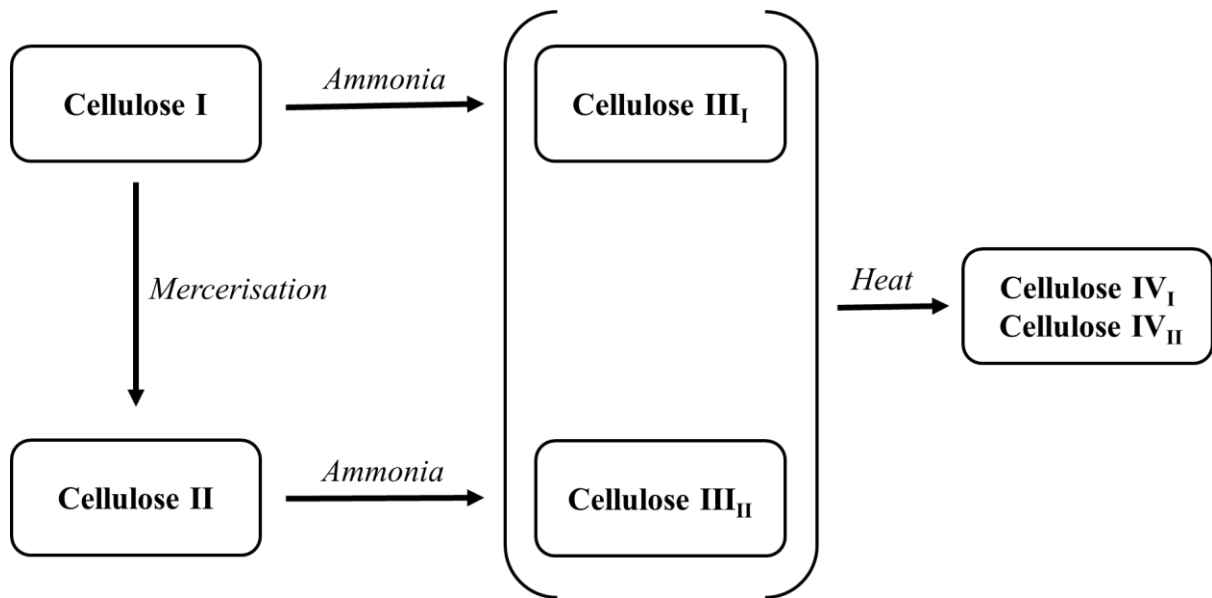 Cellulose I
Ammonia
Cellulose III_I
Mercerisation
Heat
Cellulose IV_I
Cellulose IV_II
Cellulose II
Ammonia
Cellulose III_II